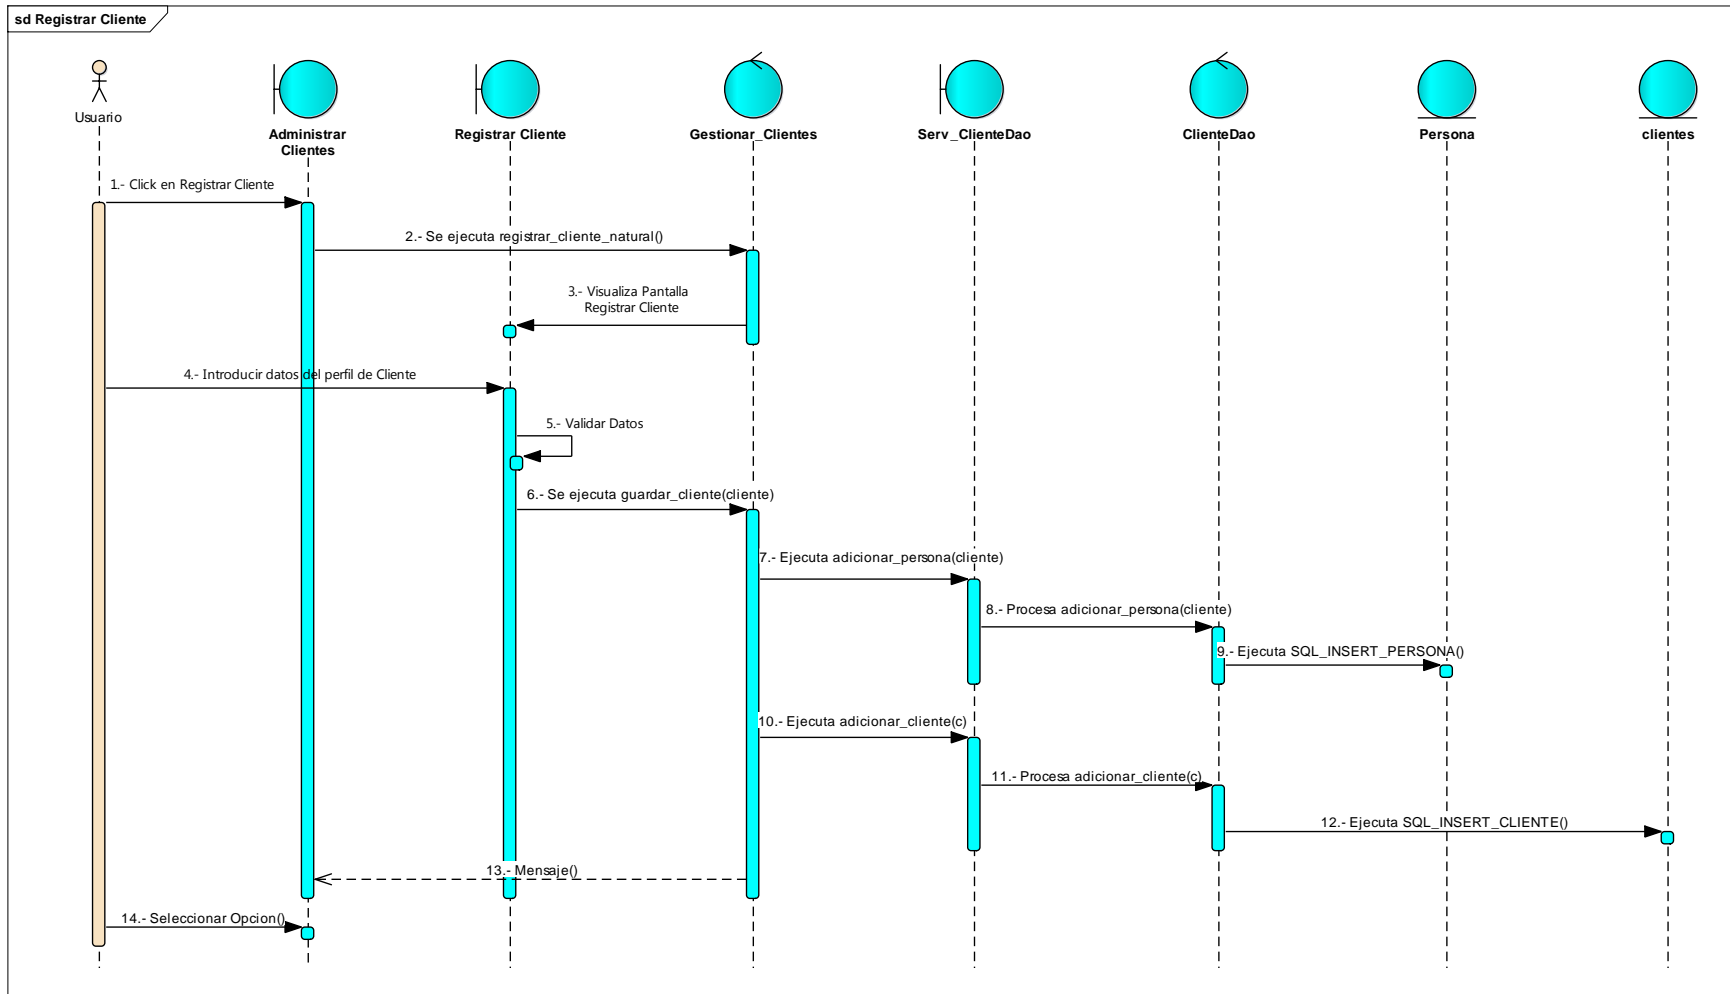 sd Registrar Cliente
Usuario
Administrar
Clientes
Registrar Cliente
Gestionar_Clientes
Serv_ClienteDao
ClienteDao
Persona
clientes
1.- Click en Registrar Cliente
2.- Se ejecuta registrar_cliente_natural()
3.- Visualiza Pantalla
Registrar Cliente
4.- Introducir datos del perfil de Cliente
5.- Validar Datos
6.- Se ejecuta guardar_cliente(cliente)
7.- Ejecuta adicionar_persona(cliente)
8.- Procesa adicionar_persona(cliente)
9.- Ejecuta SQL_INSERT_PERSONA()
10.- Ejecuta adicionar_cliente(c)
11.- Procesa adicionar_cliente(c)
12.- Ejecuta SQL_INSERT_CLIENTE()
13.- Mensaje()
14.- Seleccionar Opcion()